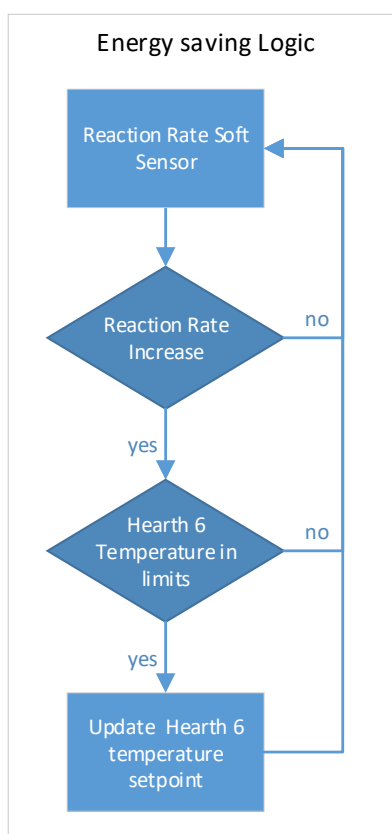 Energy saving Logic
Reaction Rate Soft
Sensor
Reaction Rate
Increase
no
yes
Hearth 6
Temperature in
limits
no
yes
Update Hearth 6
temperature
setpoint